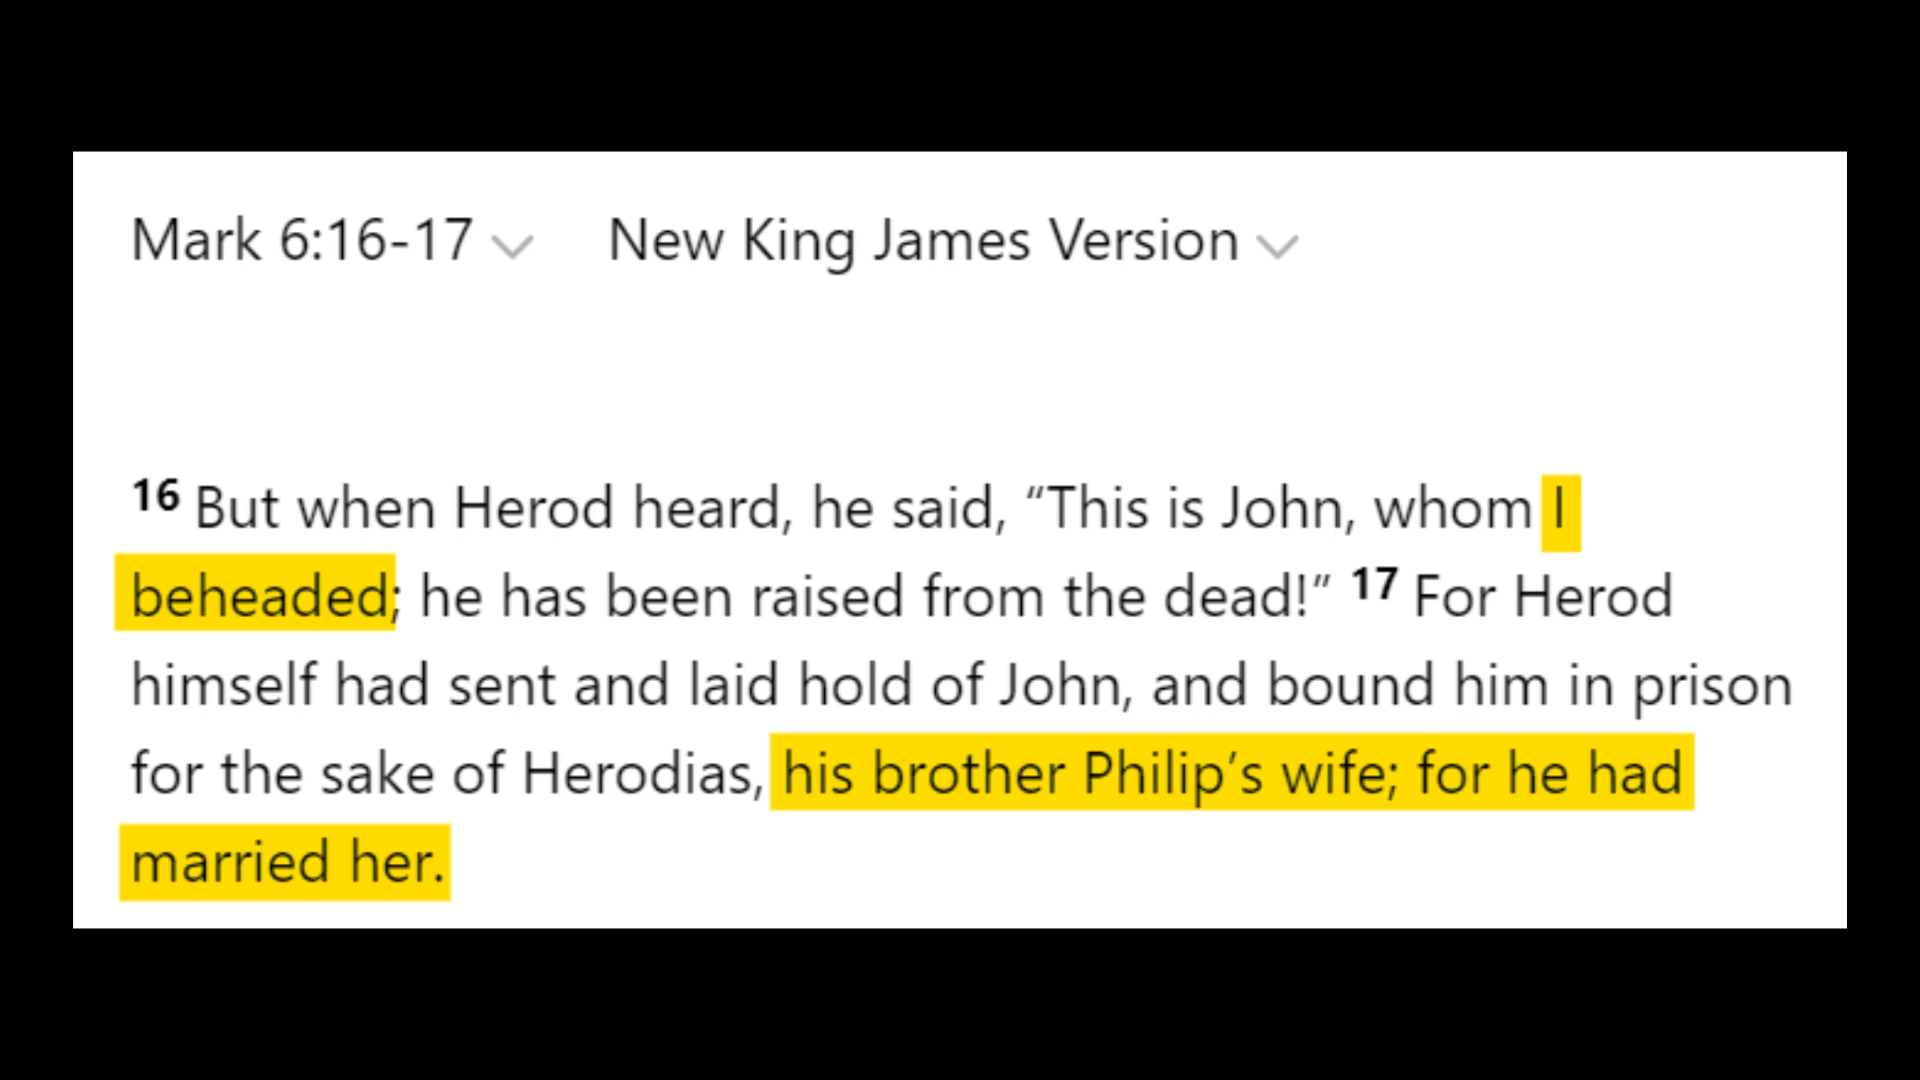 Mark 6:16-17 New King James Version
16 But when Herod heard, he said, “This is John, whom I
beheaded; he has been raised from the dead!” 17 For Herod
himself had sent and laid hold of John, and bound him in prison
for the sake of Herodias, his brother Philip’s wife; for he had
married her.